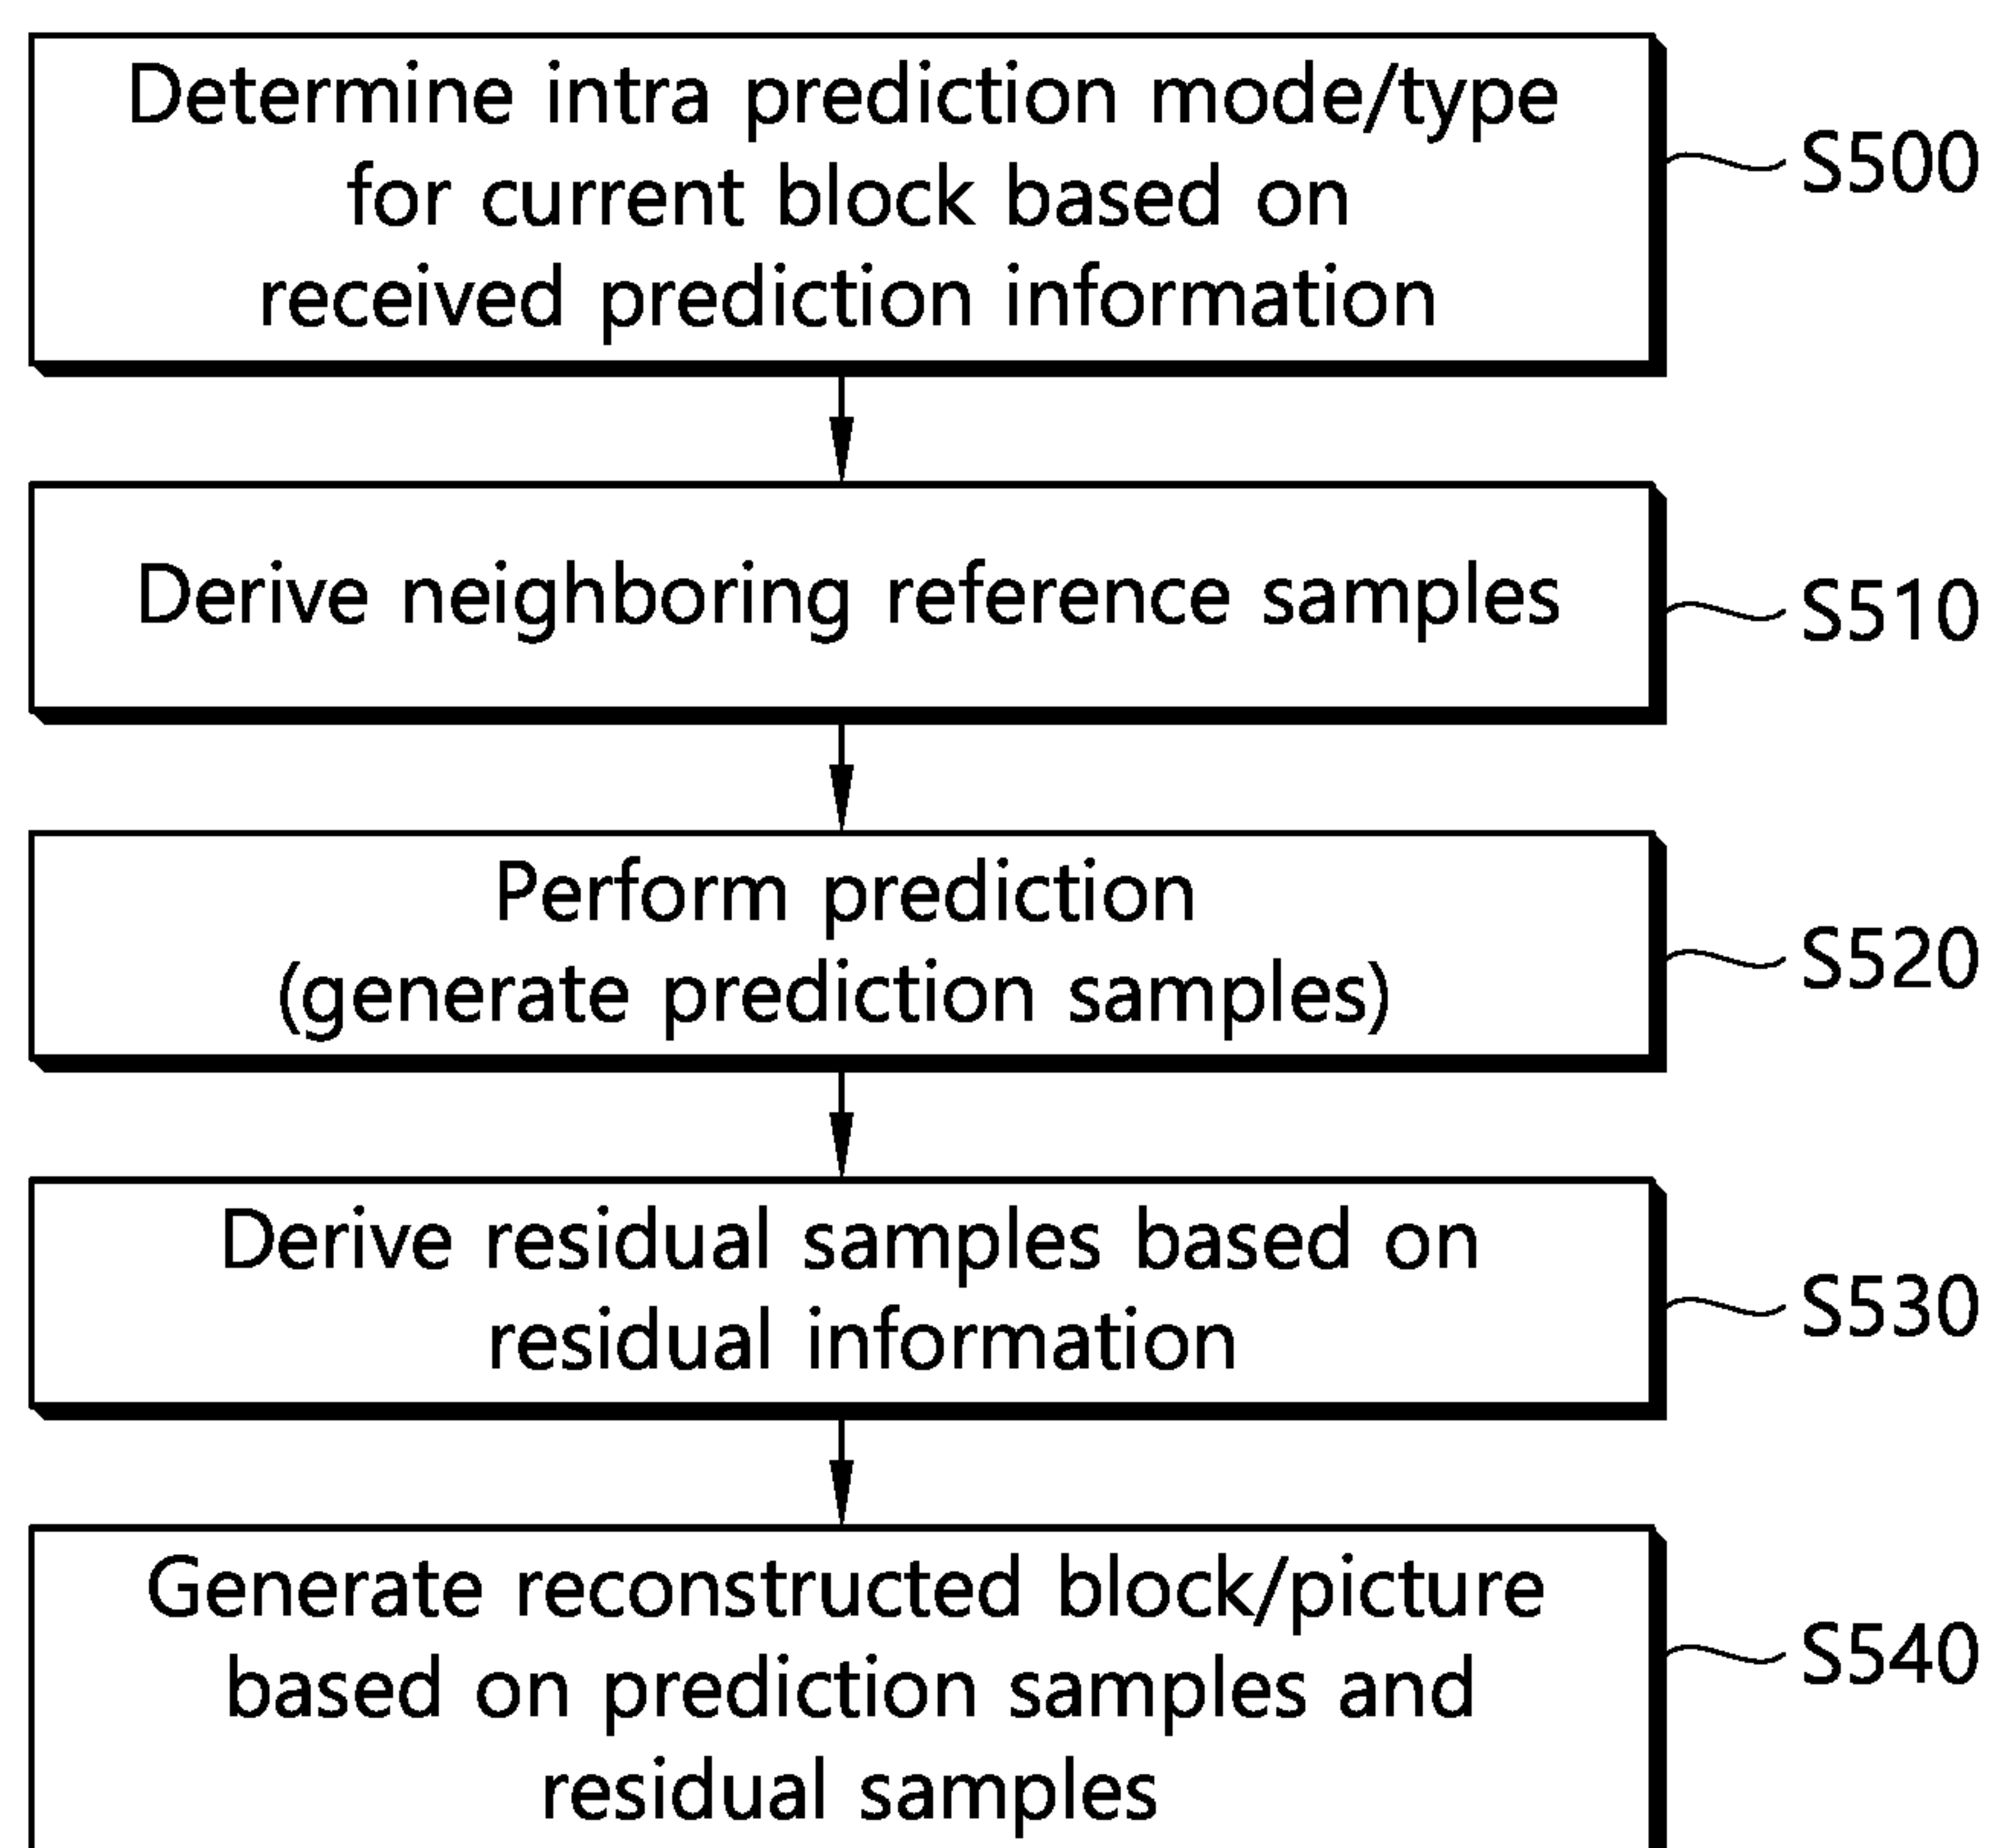 Determine intra prediction mode/type
for current block based on
received prediction information
S500
Derive neighboring reference samples
S510
Perform prediction
(generate prediction samples)
S520
Derive residual samples based on
residual information
S530
Generate reconstructed block/picture
based on prediction samples and
residual samples
S540